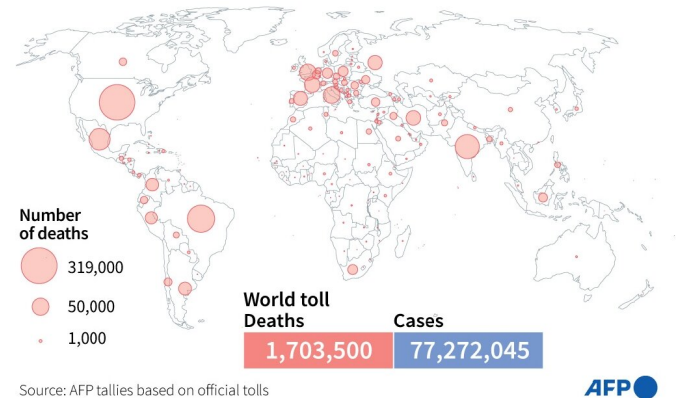 Number
of deaths
319,000
50,000
1,000
World toll
Deaths
Cases
1,703,500
77,272,045
Source: AFP tallies based on official tolls
AFP